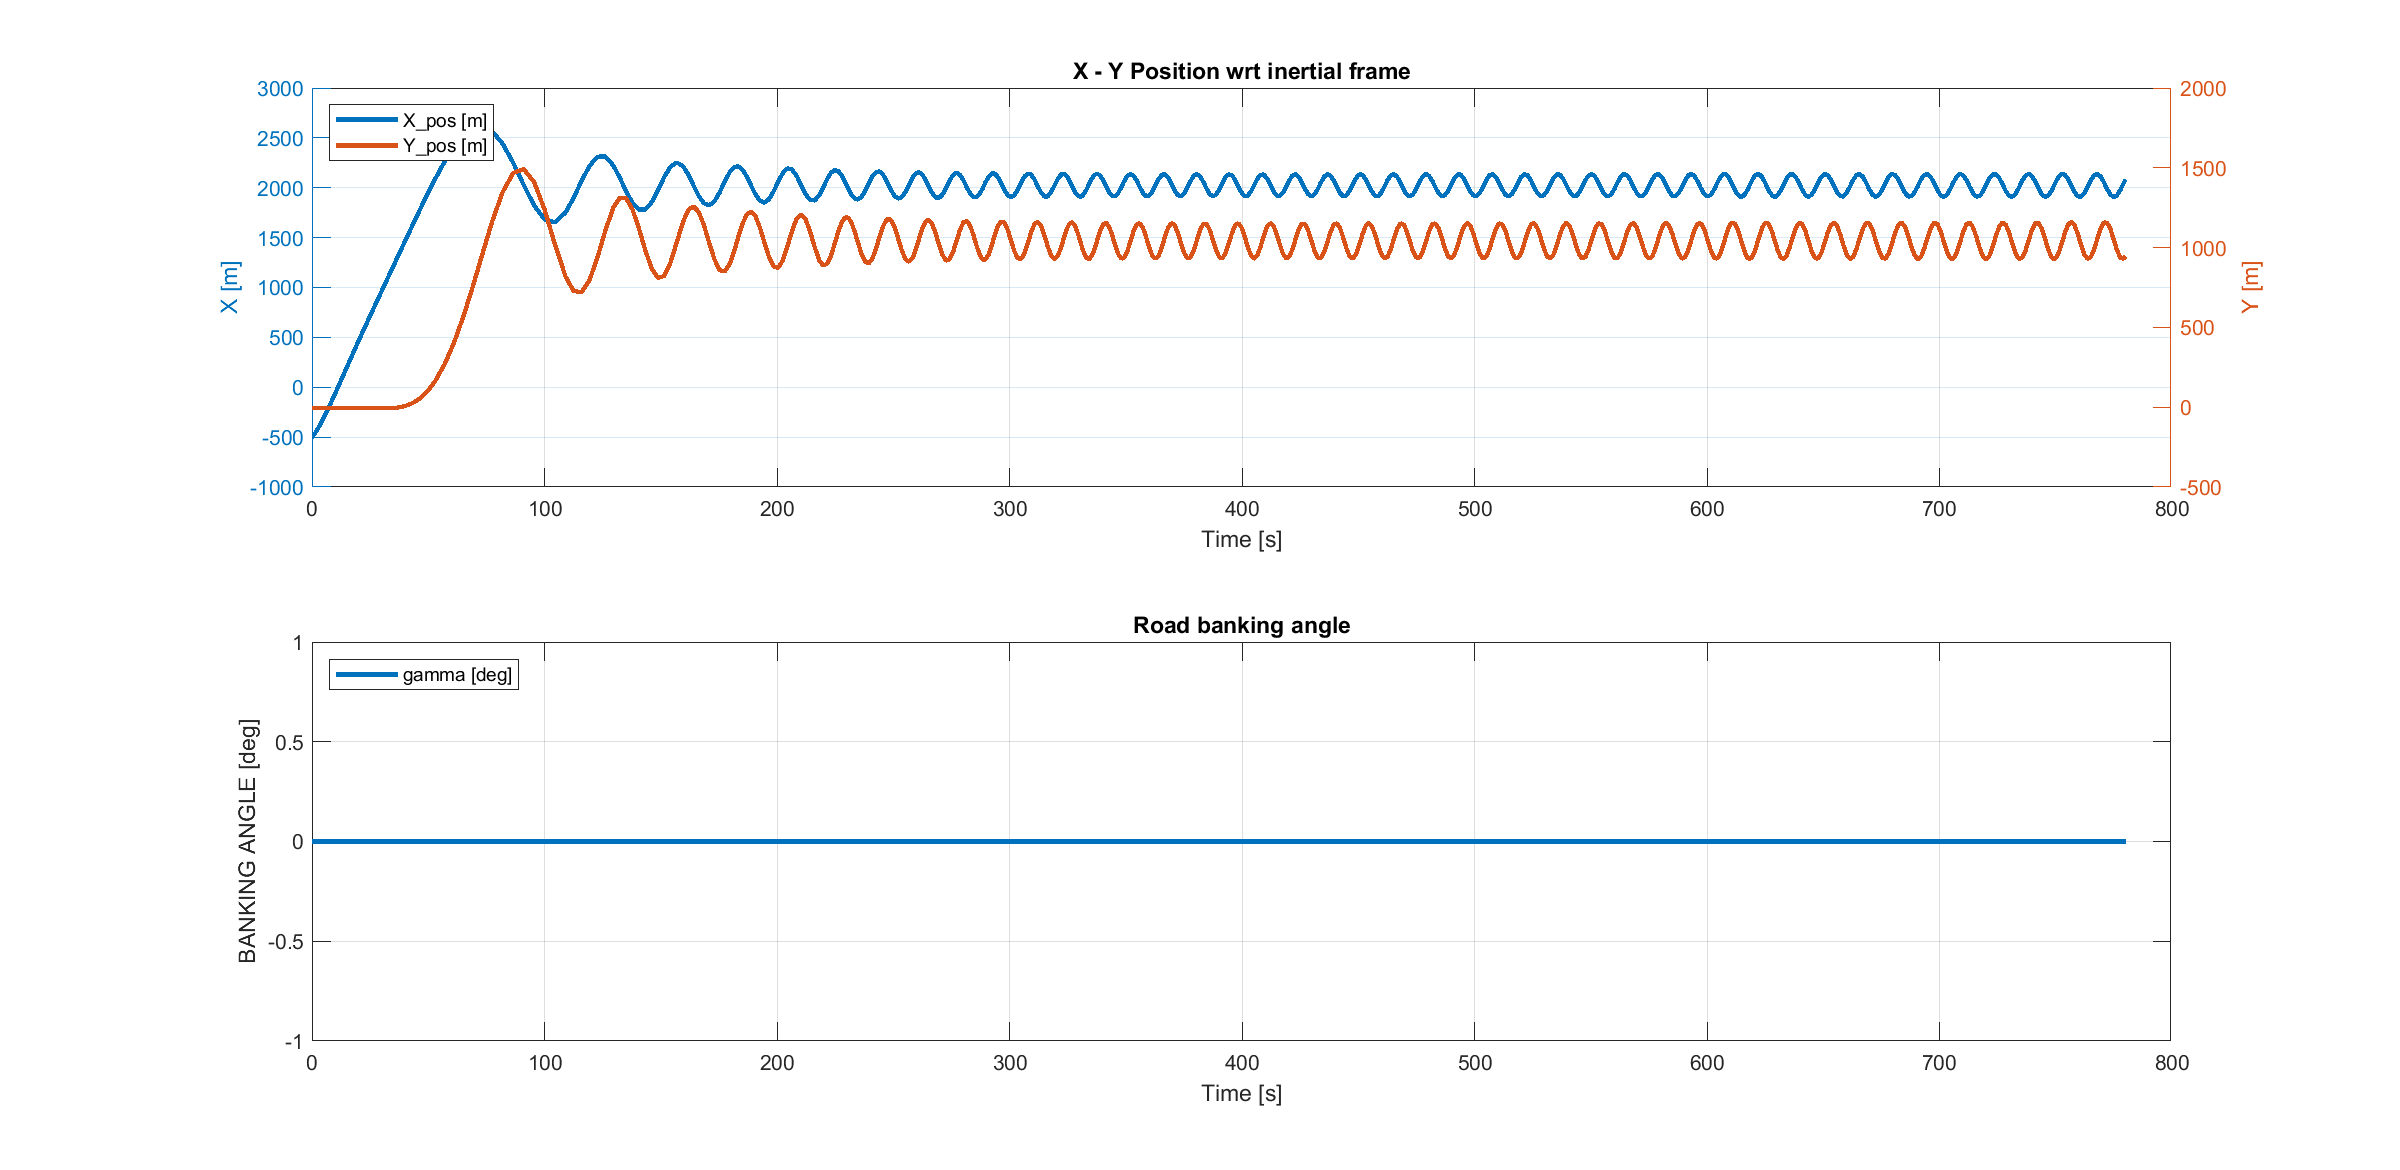 X - Y Position wrt inertial frame
3000
2500
2000
1500
1000
500
0
-500
-1000
X [m]
X_pos [m]
Y_pos [m]
2000
1500
1000
500
0
-500
Y [m]
0 100 200 300 400 500 600 700 800
Time [s]
Road banking angle
1
0.5
0
-0.5
-1
BANKING ANGLE [deg]
gamma [deg]
0 100 200 300 400 500 600 700 800
Time [s]